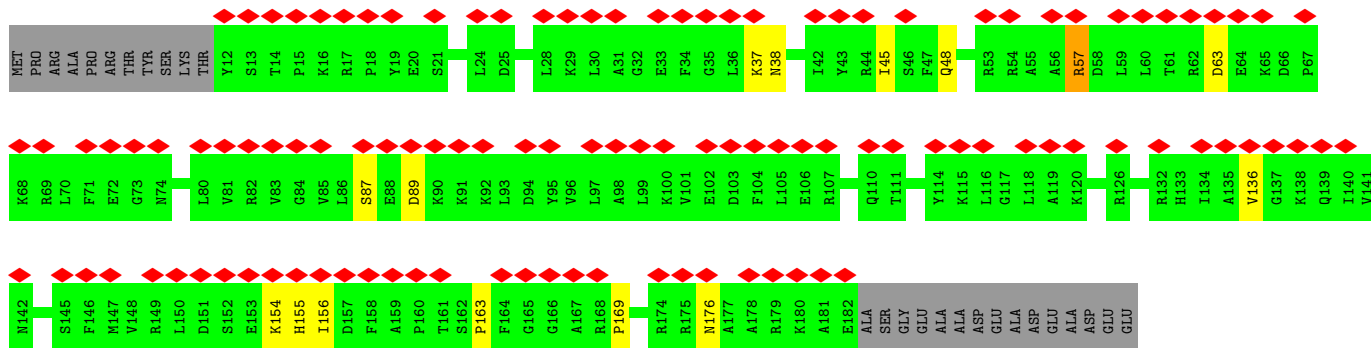 MET PRO ARG ALA PRO ARG THR TYR SER LYS THR Y12 S13 T14 P15 K16 R17 P18 Y19 E20 S21 L24 D25 L28 K29 L30 A31 G32 E33 F34 G35 L36 K37 N38 I42 Y43 R44 I45 S46 F47 Q48 R53 R54 A55 A56 R57 D58 L59 L60 T61 R62 D63 E64 K65 D66 P67
K68 R69 L70 F71 E72 G73 N74 L80 V81 R82 V83 G84 V85 L86 S87 E88 D89 K90 K91 K92 L93 D94 Y95 V96 L97 A98 L99 K100 V101 E102 D103 F104 L105 E106 R107 Q110 T111 Y114 K115 L116 G117 L118 A119 K120 R126 R132 H133 I134 A135 V136 G137 K138 Q139 I140 V141
N142 S145 F146 M147 V148 R149 L150 D151 S152 E153 K154 H155 I156 D157 F158 A159 P160 T161 S162 P163 F164 G165 G166 A167 R168 P169 R174 R175 N176 A177 A178 R179 K180 A181 E182 ALA SER GLY GLU ALA ALA ASP GLU ALA ASP GLU ALA ASP GLU GLU